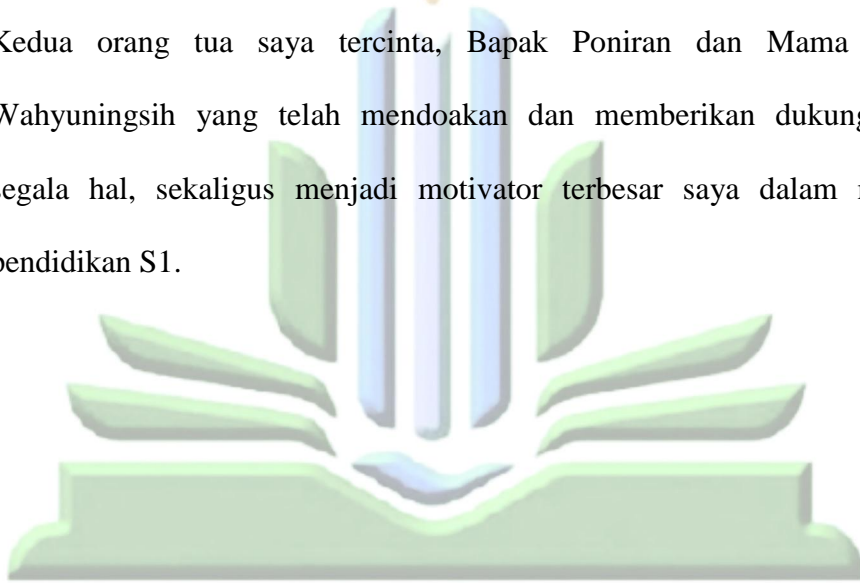 Kedua orang tua saya tercinta, Bapak Poniran dan Mama
Wahyuningsih yang telah mendoakan dan memberikan
segala hal, sekaligus menjadi motivator terbesar saya dalam
pendidikan S1.